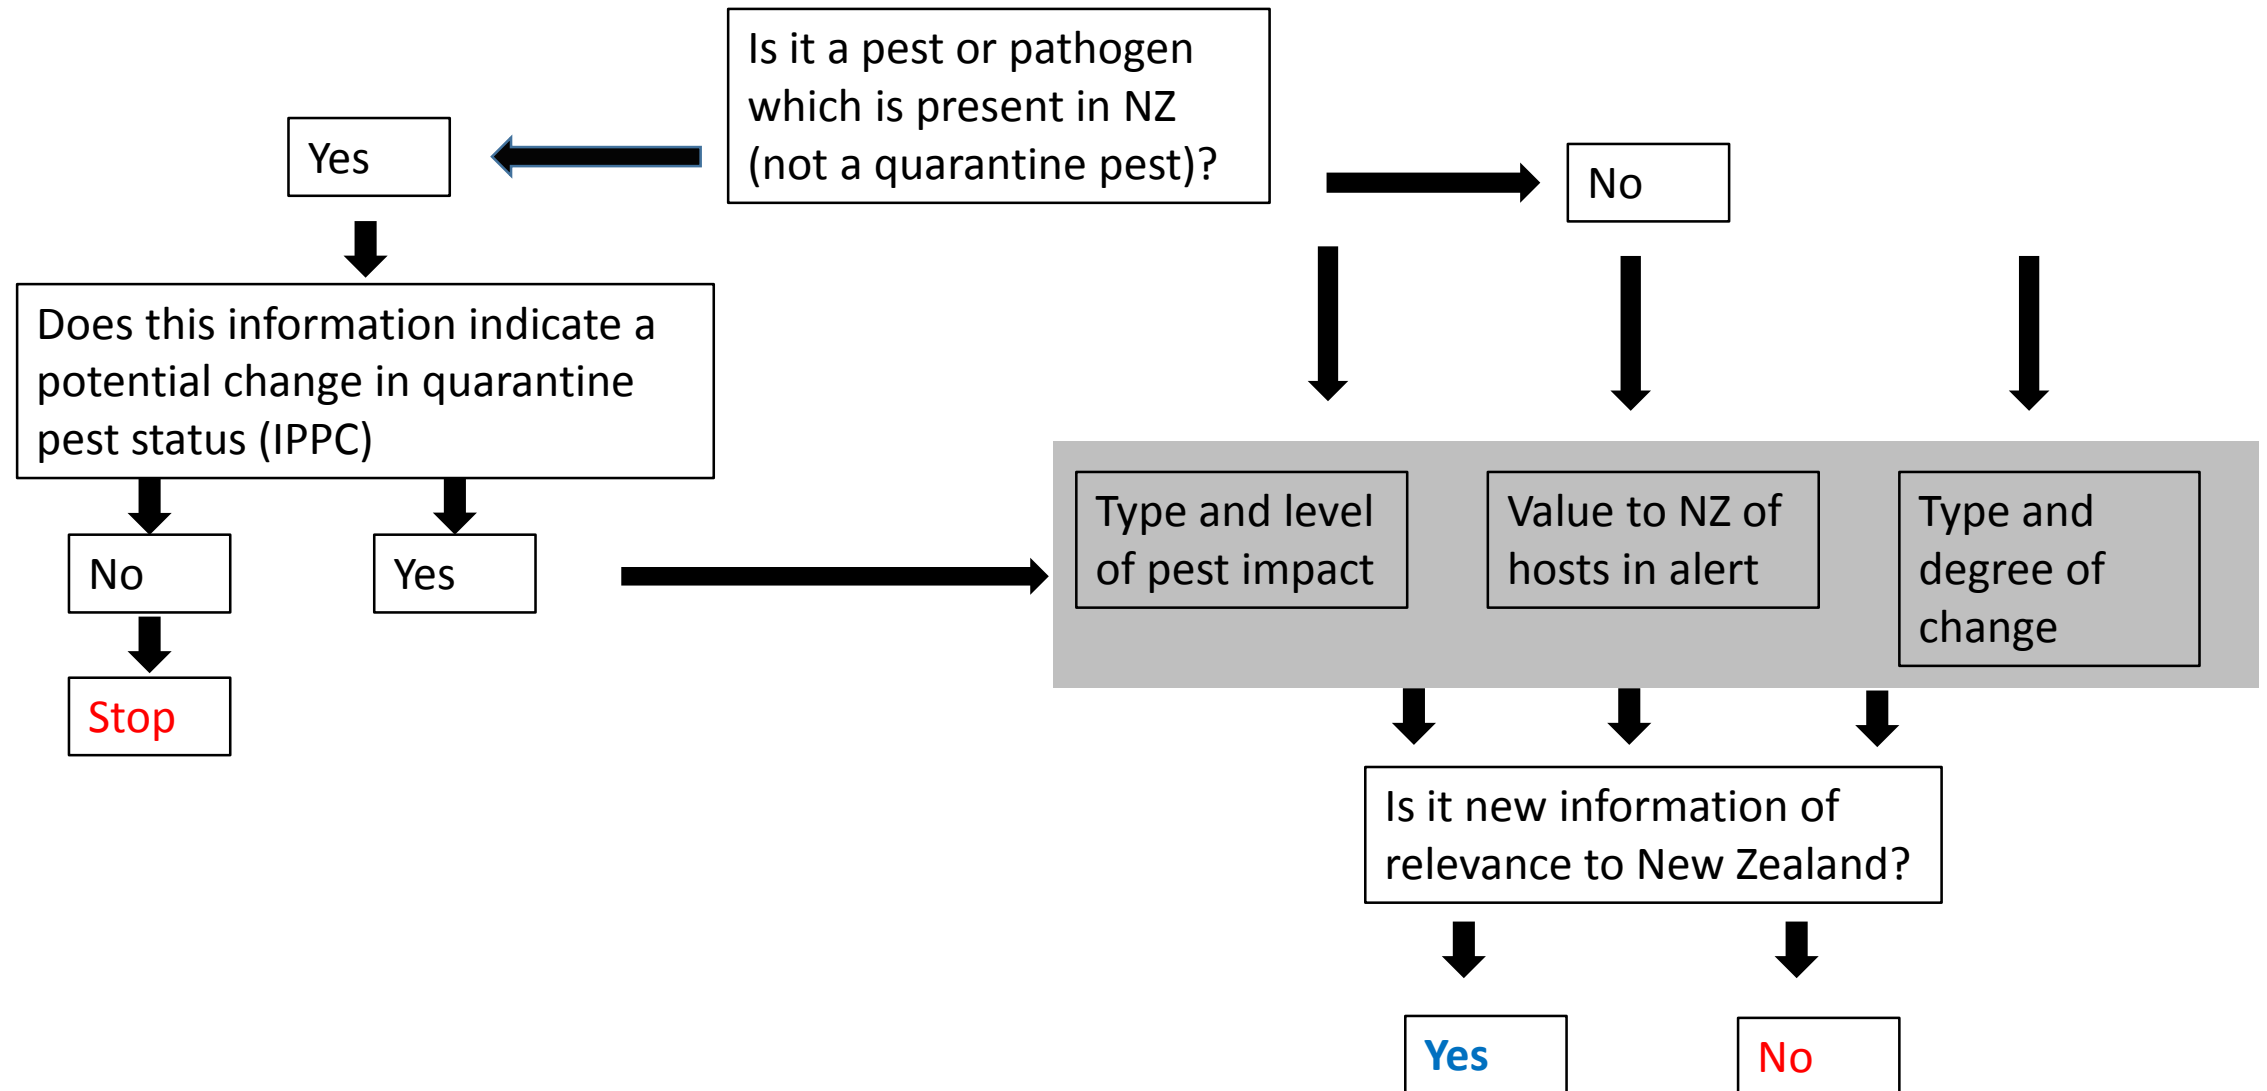 Is it a pest or pathogen
which is present in NZ
(not a quarantine pest)?
Yes
No
Does this information indicate a
potential change in quarantine
pest status (IPPC)
No
Yes
Stop
Type and level
of pest impact
Value to NZ of
hosts in alert
Type and
degree of
change
Is it new information of
relevance to New Zealand?
Yes
No